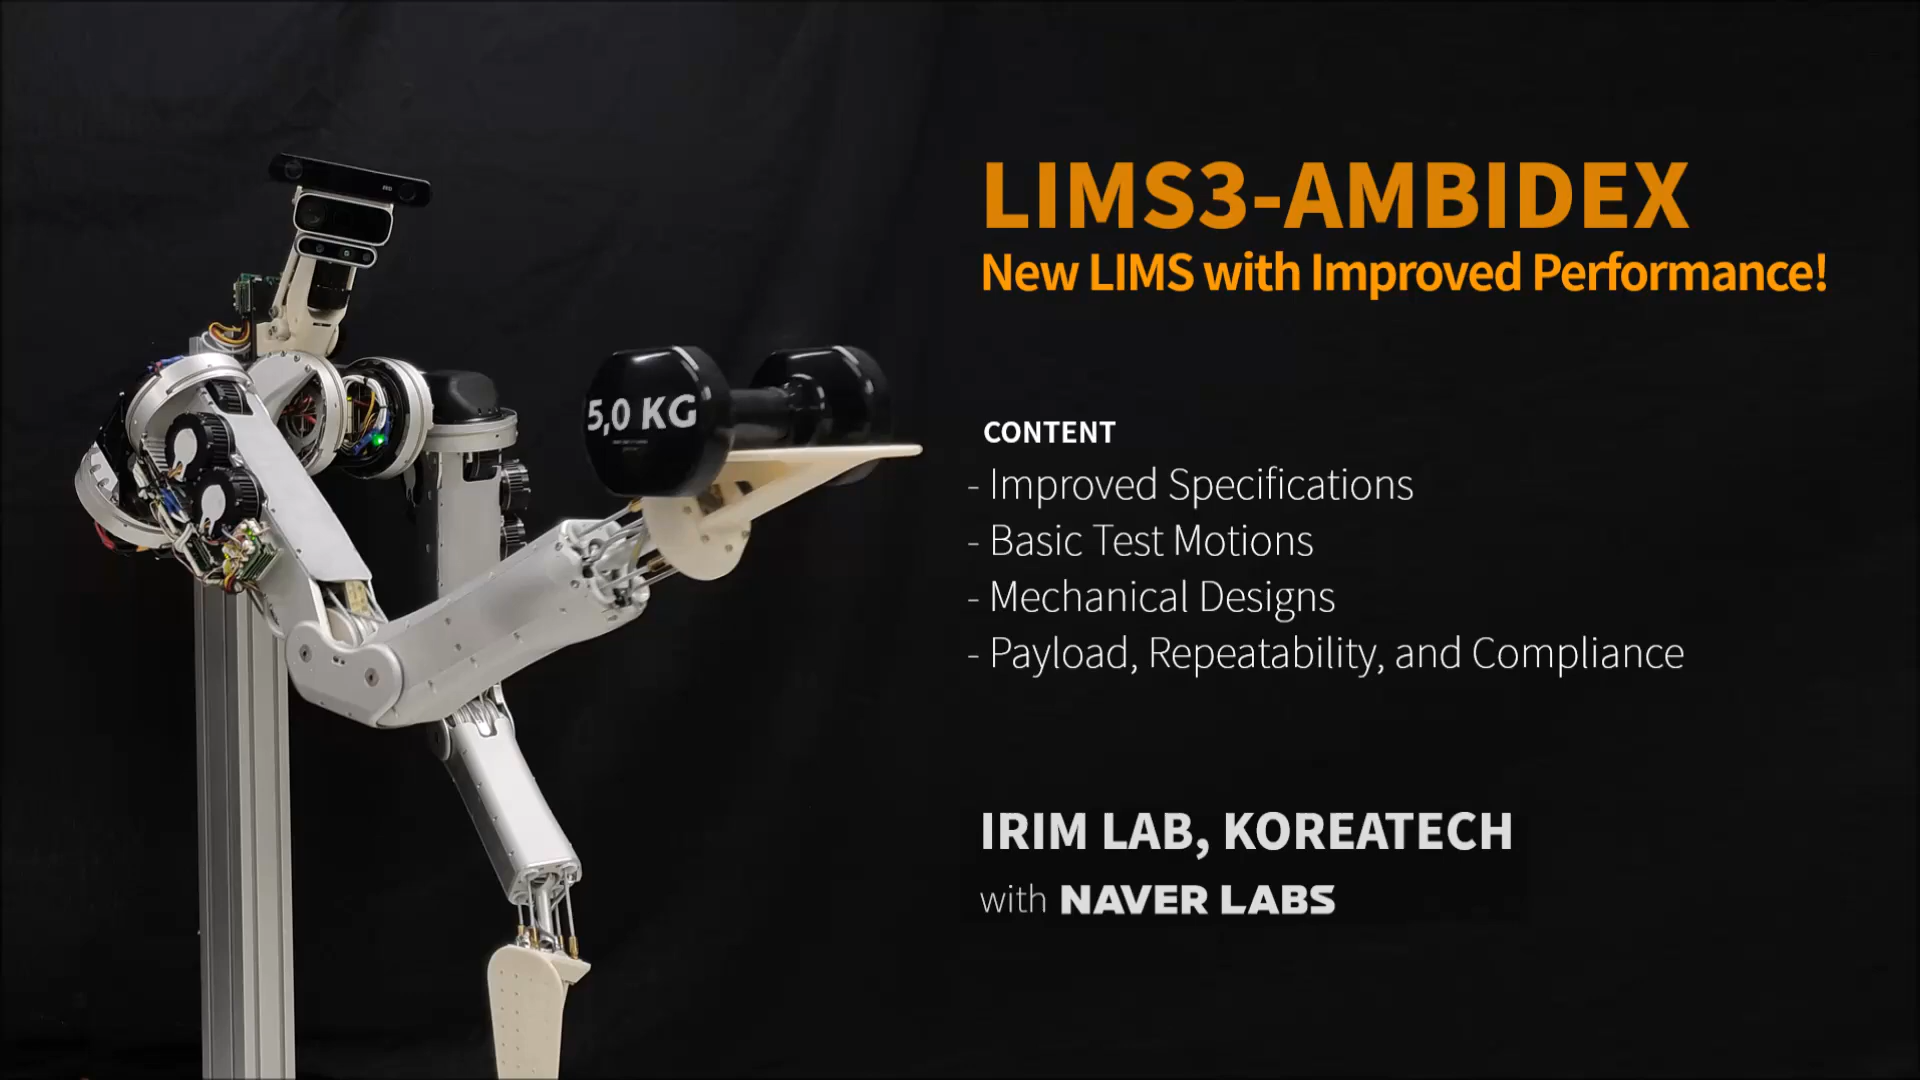 LIMS3-AMBIDEX
New LIMS with Improved Performance!
5,0 KG
CONTENT
- Improved Specifications
- Basic Test Motions
- Mechanical Designs
- Payload, Repeatability, and Compliance
IRIM LAB, KOREATECH
with NAVER LABS